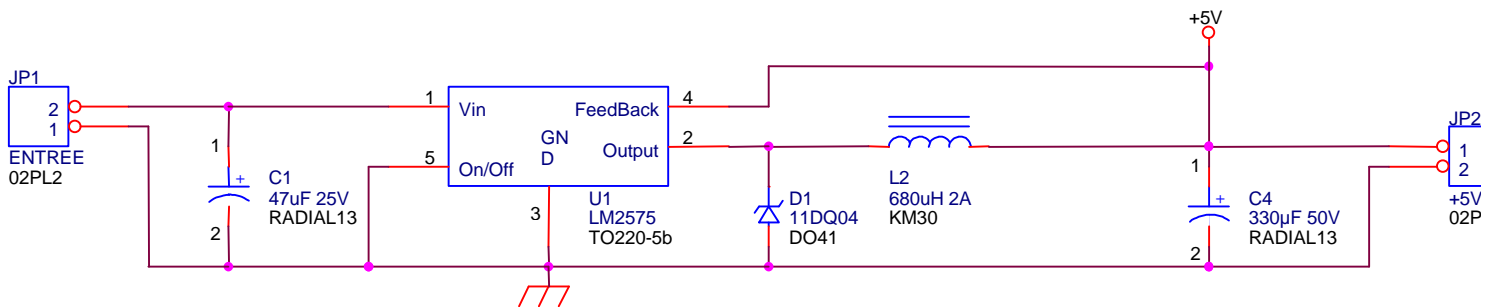 +5V
JP1
2
1
ENTREE
02PL2
1
2
C1
47uF 25V
RADIAL13
1
5
Vin
On/Off
GN
D
FeedBack
Output
4
2
3
U1
LM2575
TO220-5b
D1
11DQ04
DO41
L2
680uH 2A
KM30
1
2
C4
330µF 50V
RADIAL13
JP2
1
2
+5V
02P